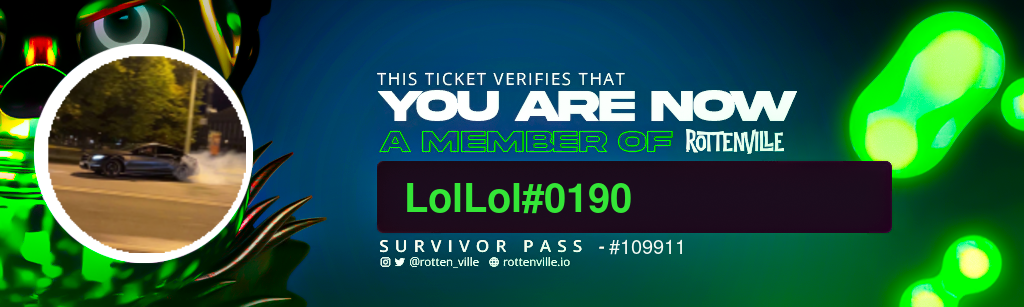 THIS TICKET VERIFIES THAT
YOU ARE NOW
A MEMBER OF ROTTENVILLE
LolLol#0190
SURVIVOR PASS - #109911
@rotten_ville rottenville.io